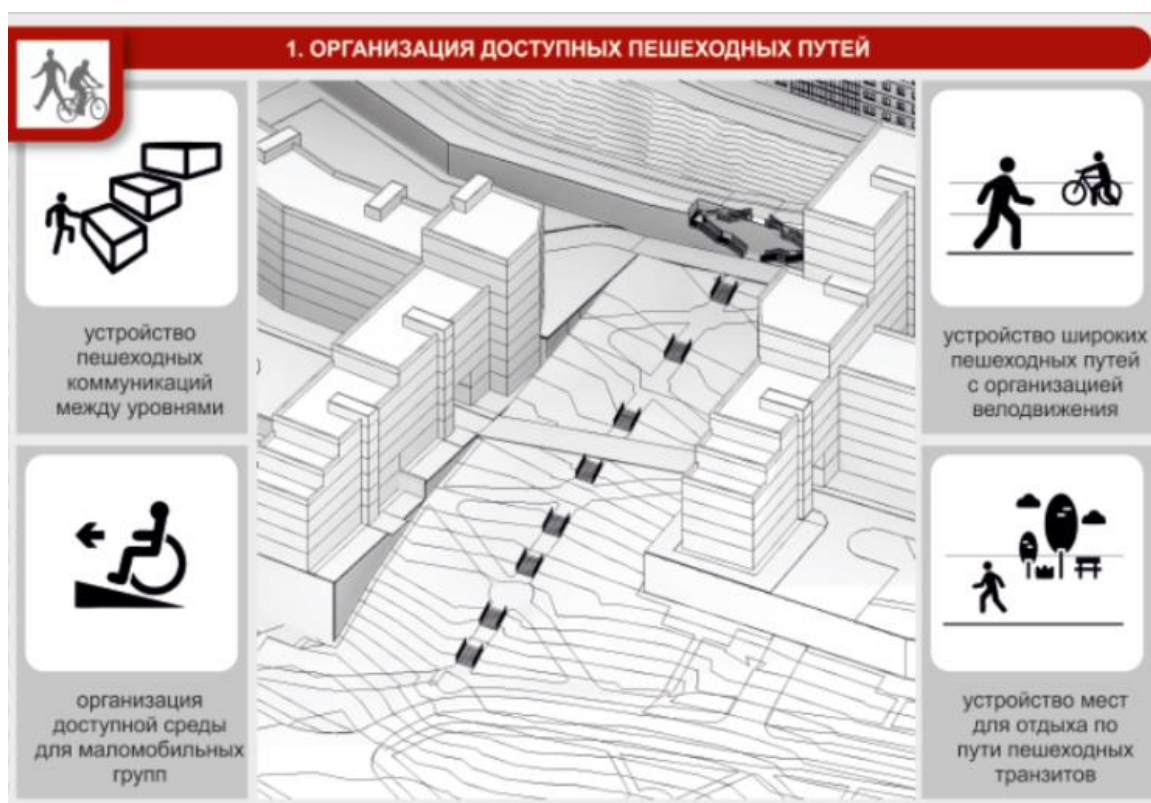 1. ОРГАНИЗАЦИЯ ДОСТУПНЫХ ПЕШЕХОДНЫХ ПУТЕЙ
устройство
пешеходных
коммуникаций
между уровнями
устройство широких
пешеходных путей
с организацией
велодвижения
организация
доступной среды
для маломобильных
групп
устройство мест
для отдыха по
пути пешеходных
транзитов